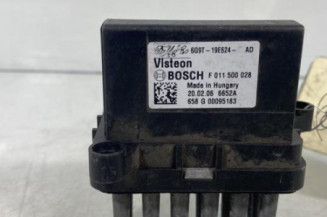 6G9T-19E624- AD
Visteon
BOSCH F 011 500 028
Made in Hungary
20.02.06 6652A
658 G 00095183